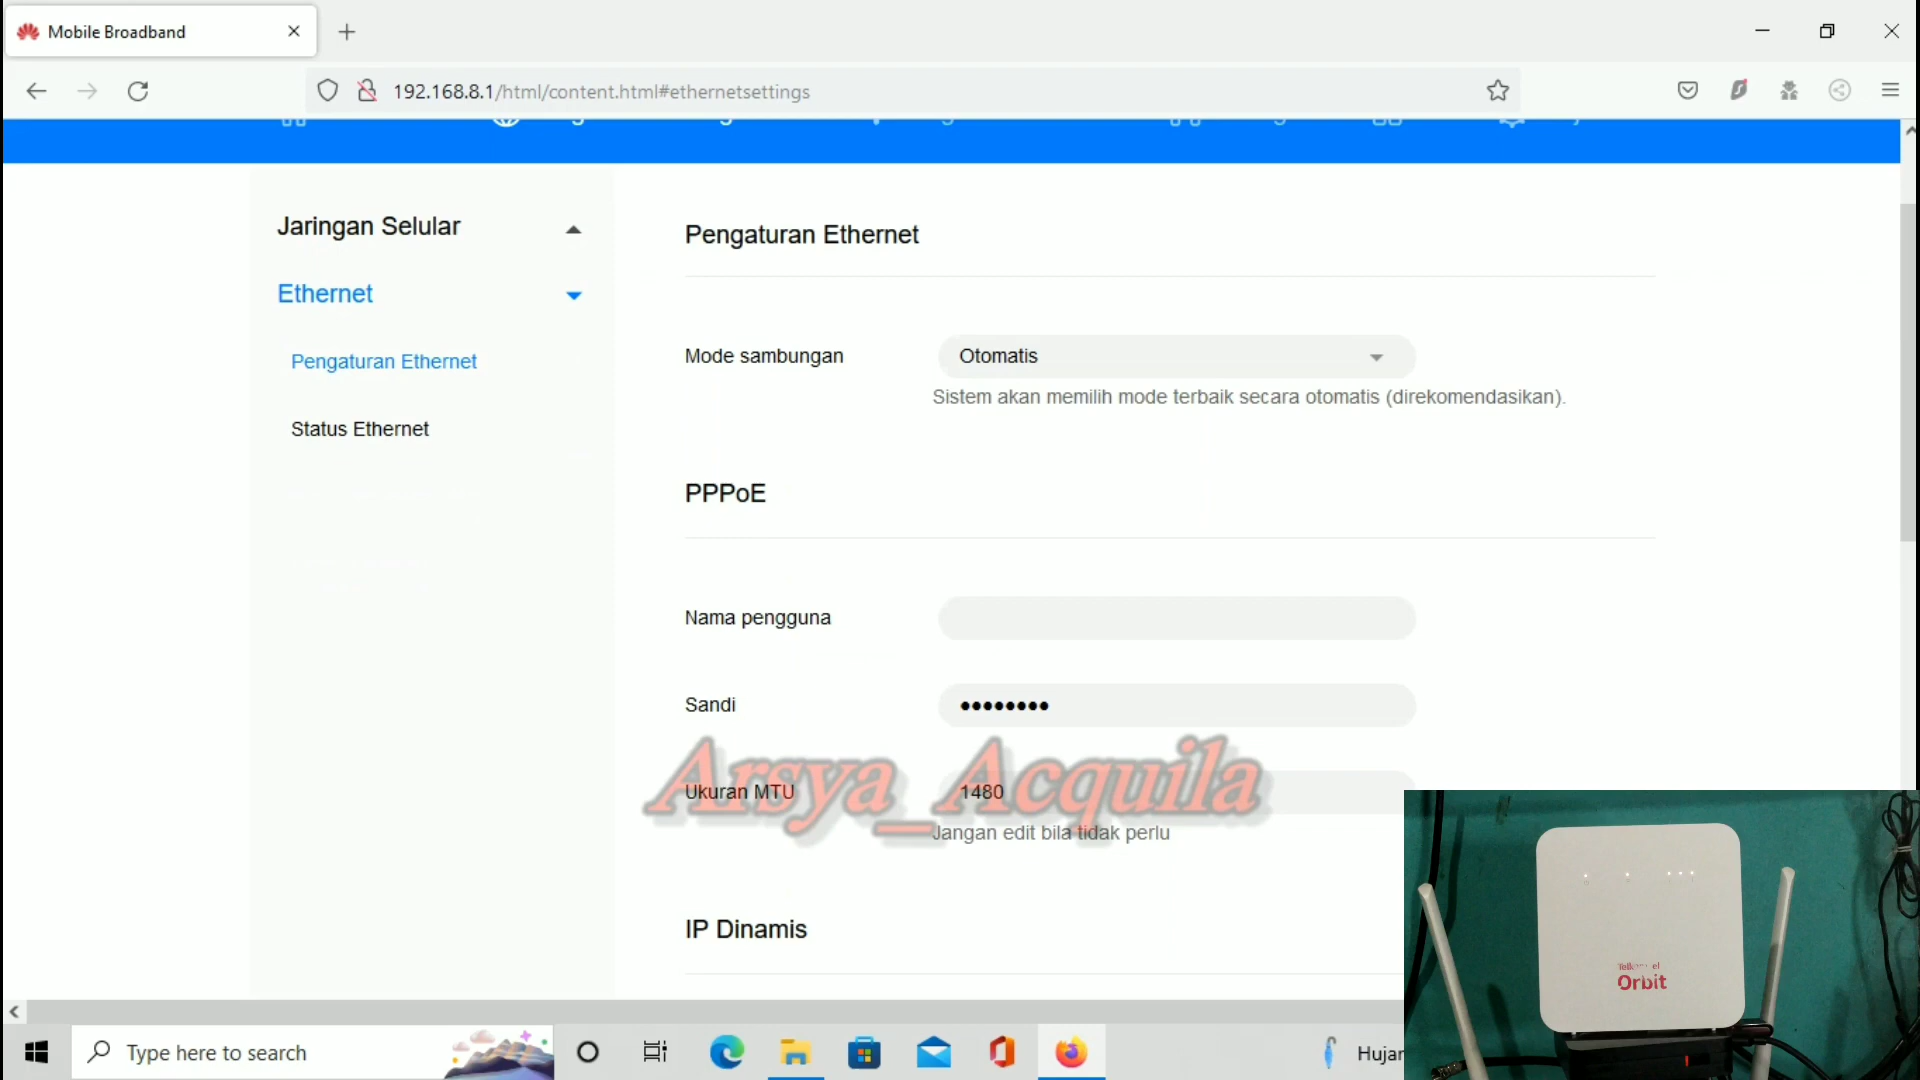 Mobile Broadband
192.168.8.1/html/content.html#ethernetsettings
Jaringan Selular
Ethernet
Pengaturan Ethernet
Status Ethernet
Pengaturan Ethernet
Mode sambungan
Otomatis
Sistem akan memilih mode terbaik secara otomatis (direkomendasikan).
PPPoE
Nama pengguna
Sandi
Ukuran MTU
1480
Jangan edit bila tidak perlu
Arsya_Acquila
IP Dinamis
Orbit
Type here to search